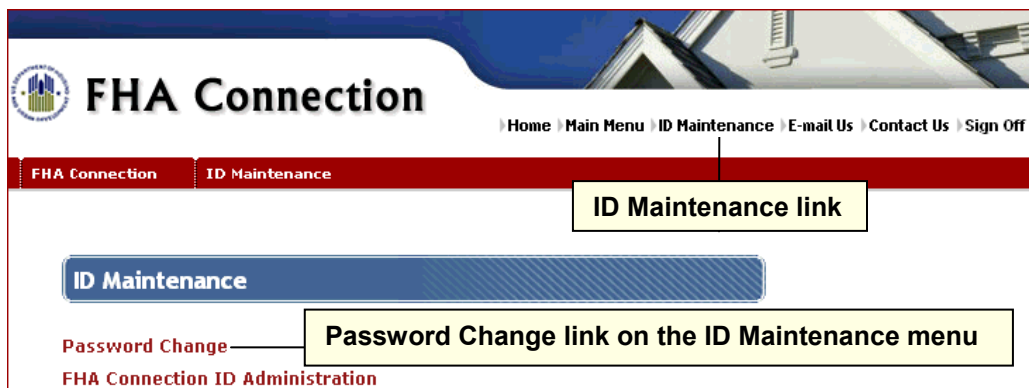 FHA Connection
Home Main Menu ID Maintenance E-mail Us Contact Us Sign Off
FHA Connection ID Maintenance
ID Maintenance link
ID Maintenance
Password Change
Password Change link on the ID Maintenance menu
FHA Connection ID Administration